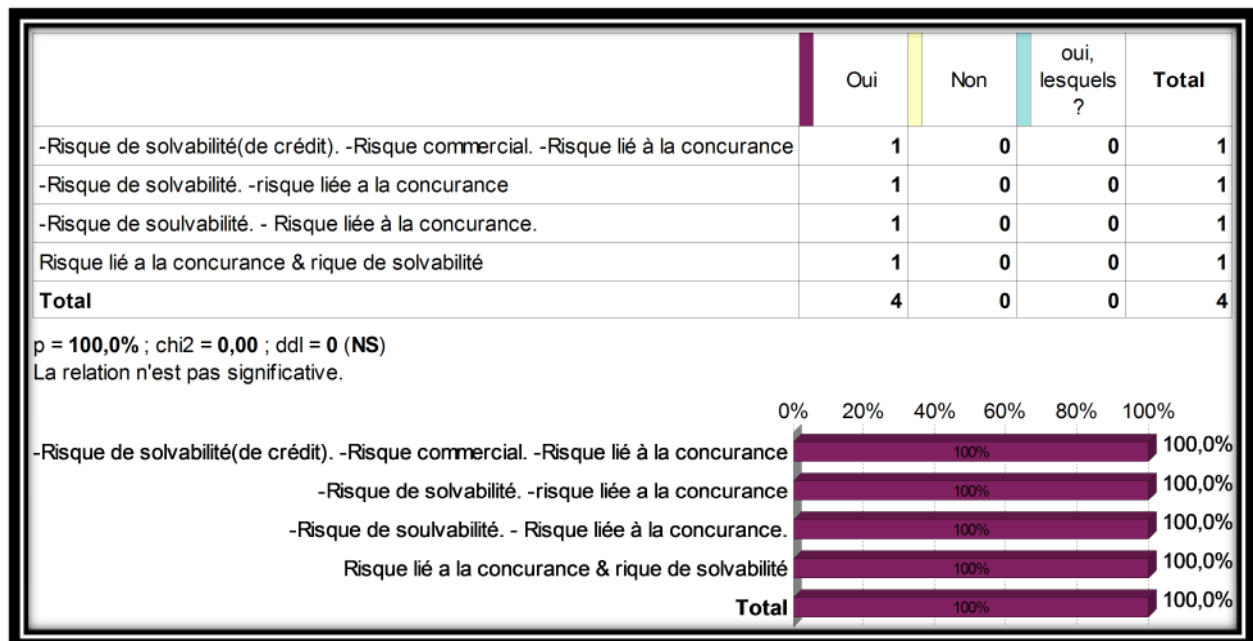 Oui Non oui, lesquels ? Total
-Risque de solvabilité(de crédit). -Risque commercial. -Risque lié à la concurance 1 0 0 1
-Risque de solvabilité. -risque liée a la concurance 1 0 0 1
-Risque de soulvabilité. - Risque liée à la concurance. 1 0 0 1
Risque lié a la concurance & rique de solvabilité 1 0 0 1
Total 4 0 0 4
p = 100,0% ; chi2 = 0,00 ; ddl = 0 (NS)
La relation n'est pas significative.
0% 20% 40% 60% 80% 100%
-Risque de solvabilité(de crédit). -Risque commercial. -Risque lié à la concurance 100% 100,0%
-Risque de solvabilité. -risque liée a la concurance 100% 100,0%
-Risque de soulvabilité. - Risque liée à la concurance. 100% 100,0%
Risque lié a la concurance & rique de solvabilité 100% 100,0%
Total 100% 100,0%